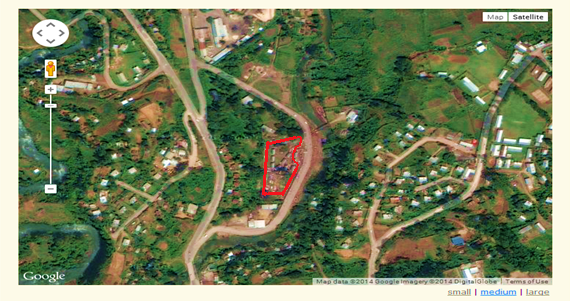 Map Satellite
Google
Map data ©2014 Google Imagery ©2014 DigitalGlobe Terms of Use
small | medium | large